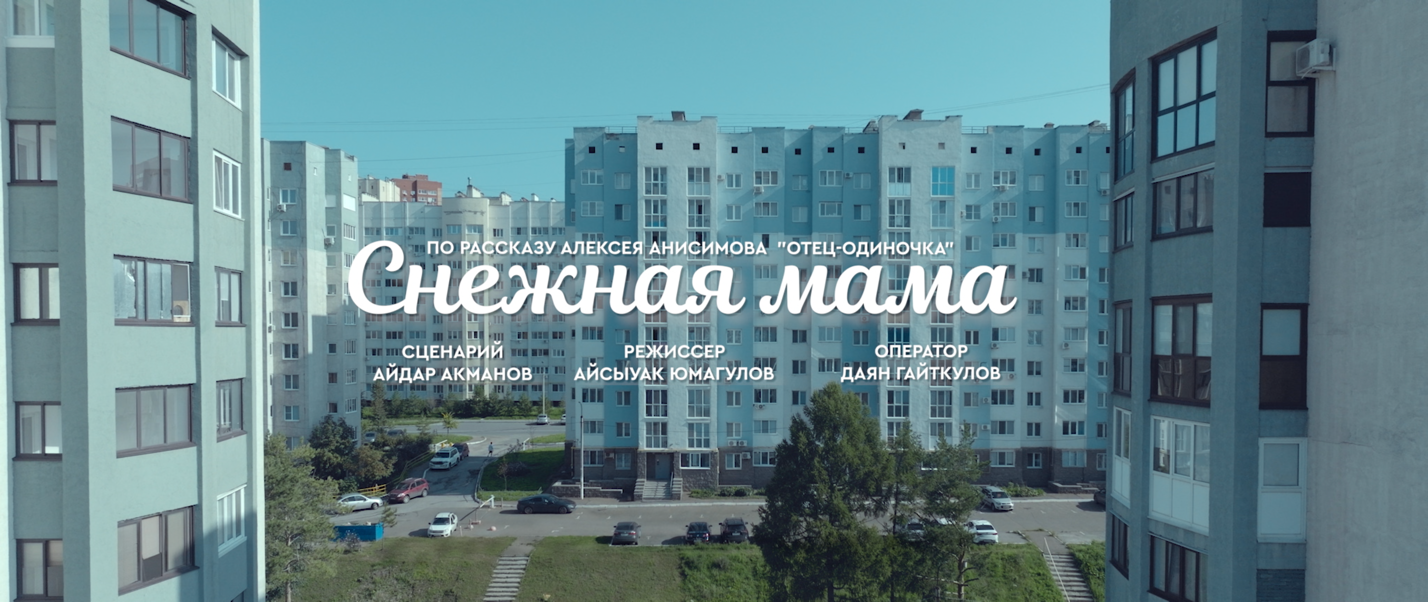 ПО РАССКАЗУ АЛЕКСЕЯ АНИСИМОВА "ОТЕЦ-ОДИНОЧКА"
Снежная мама
СЦЕНАРИЙ
АЙДАР АКМАНОВ
РЕЖИССЕР
АЙСЫУАК ЮМАГУЛОВ
ОПЕРАТОР
ДАЯН ГАЙТКУЛОВ